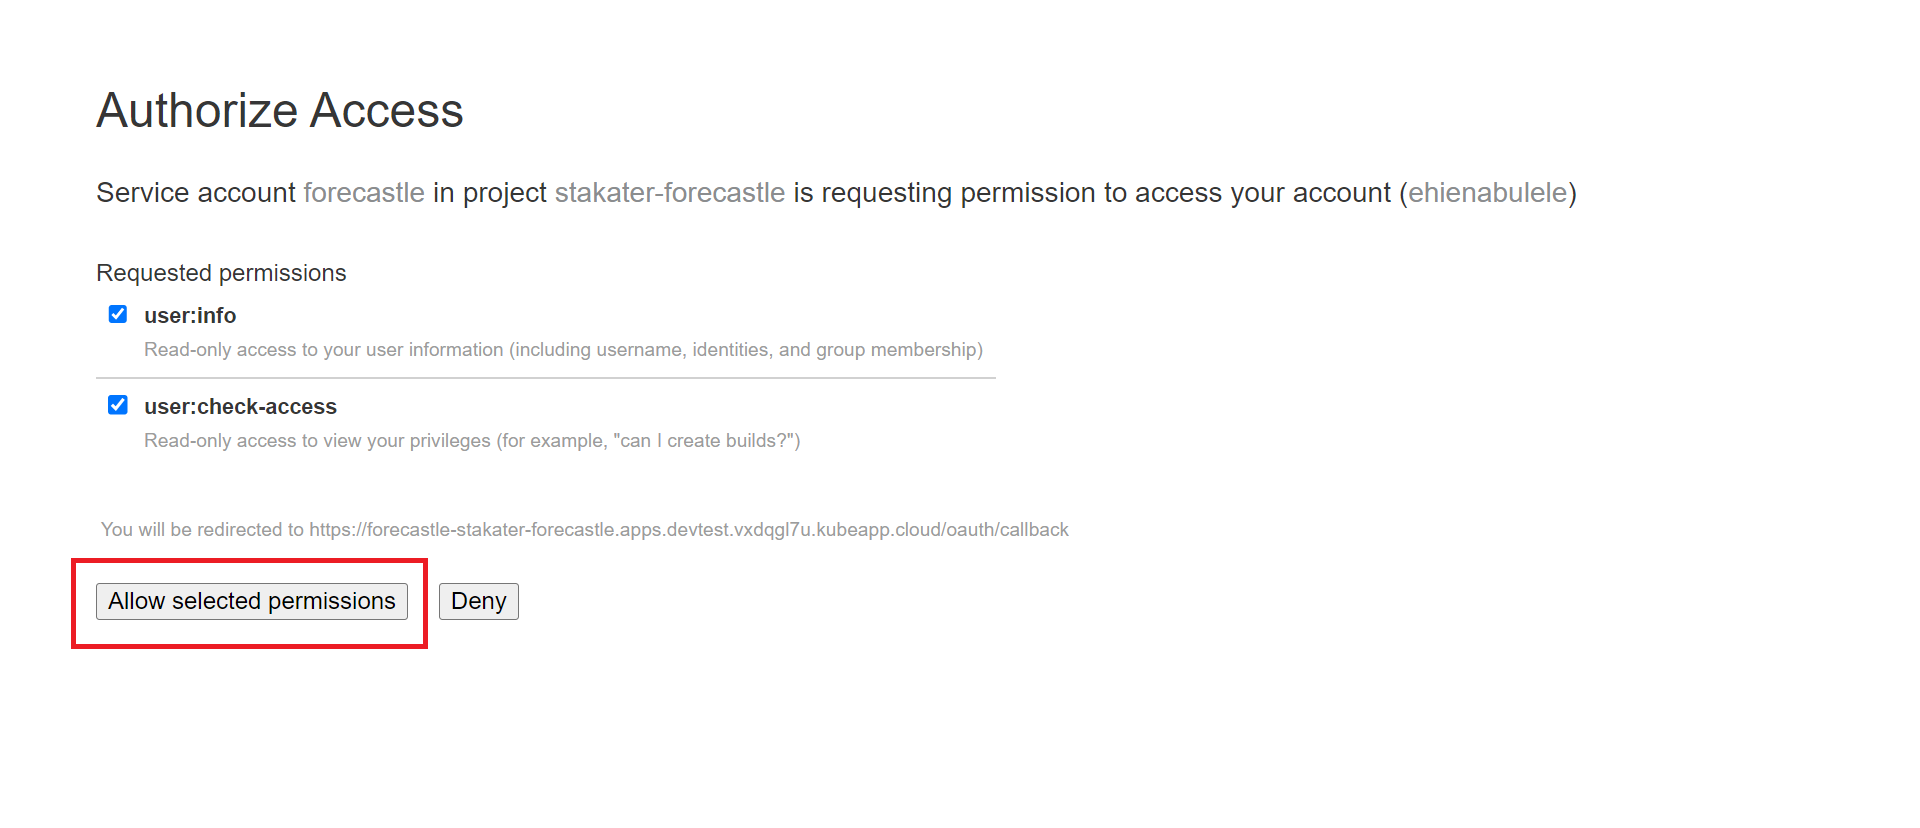 Authorize Access
Service account forecastle in project stakater-forecastle is requesting permission to access your account (ehienabulele)
Requested permissions
user:info
Read-only access to your user information (including username, identities, and group membership)
user:check-access
Read-only access to view your privileges (for example, "can I create builds?")
You will be redirected to https://forecastle-stakater-forecastle.apps.devtest.vxdqgl7u.kubeapp.cloud/oauth/callback
Allow selected permissions Deny